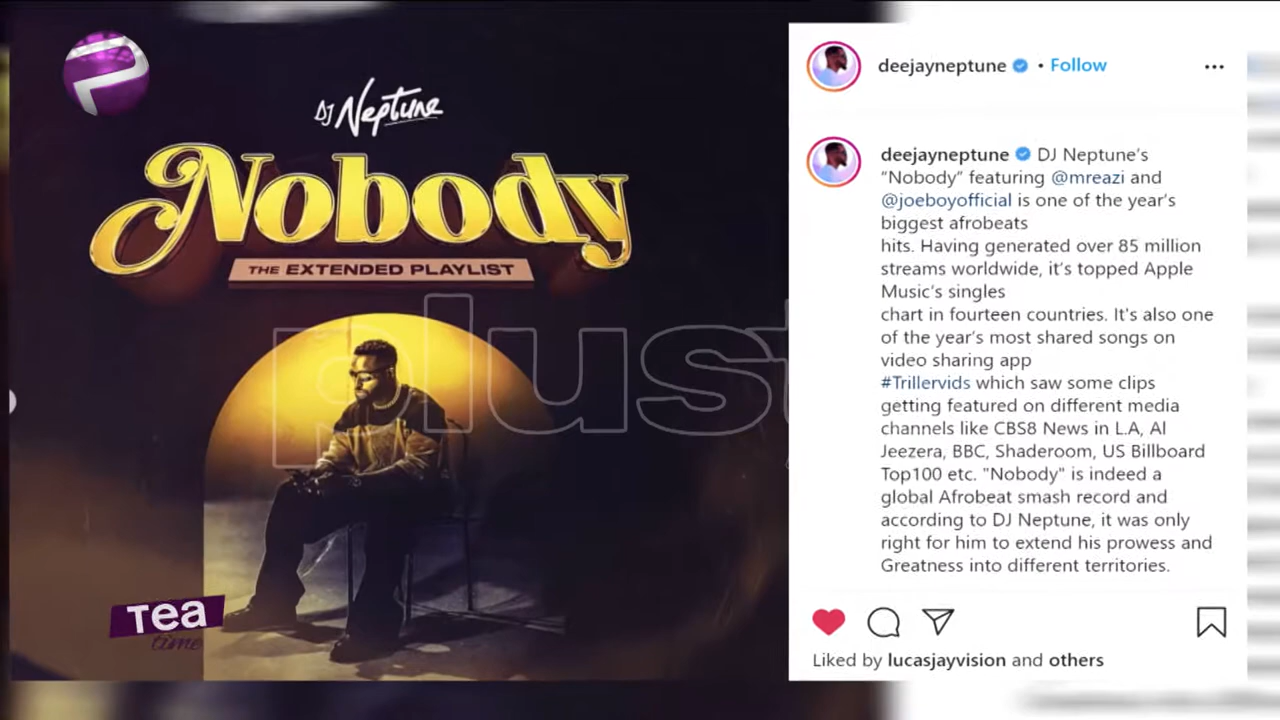 DJ Neptune
Nobody
THE EXTENDED PLAYLIST
plust
Tea
time
deejayneptune • Follow
deejayneptune DJ Neptune’s
“Nobody” featuring @mreazi and
@joeboyofficial is one of the year’s
biggest afrobeats
hits. Having generated over 85 million
streams worldwide, it’s topped Apple
Music’s singles
chart in fourteen countries. It's also one
of the year’s most shared songs on
video sharing app
#Trillervids which saw some clips
getting featured on different media
channels like CBS8 News in L.A, Al
Jeezera, BBC, Shaderoom, US Billboard
Top100 etc. "Nobody" is indeed a
global Afrobeat smash record and
according to DJ Neptune, it was only
right for him to extend his prowess and
Greatness into different territories.
Liked by lucasjayvision and others